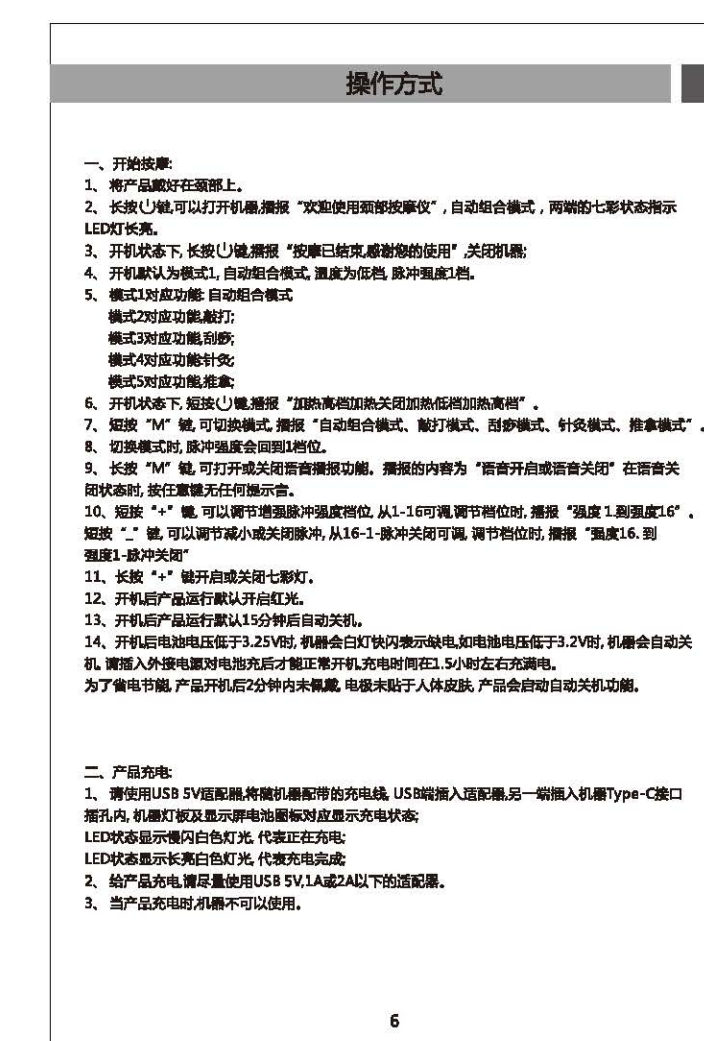 操作方式
一、开始按摩:
1、 将产品戴好在颈部上。
2、 长按⏻键,可以打开机器,播报“欢迎使用颈部按摩仪”, 自动组合模式，两端的七彩状态指示
LED灯长亮。
3、 开机状态下, 长按⏻键,播报“按摩已结束,感谢您的使用”,关闭机器;
4、 开机默认为模式1, 自动组合模式, 温度为低档, 脉冲强度1档。
5、 模式1对应功能: 自动组合模式
模式2对应功能:敲打;
模式3对应功能:刮痧;
模式4对应功能:针灸;
模式5对应功能:推拿;
6、 开机状态下, 短按⏻键,播报“加热高档加热关闭加热低档加热高档”。
7、 短按“M”键, 可切换模式, 播报“自动组合模式、敲打模式、刮痧模式、针灸模式、推拿模式”。
8、 切换模式时, 脉冲强度会回到1档位。
9、 长按“M”键, 可打开或关闭语音播报功能。播报的内容为“语音开启或语音关闭”在语音关
闭状态时, 按任意键无任何提示音。
10、短按“+”键, 可以调节增强脉冲强度档位, 从1-16可调,调节档位时, 播报“强度 1.到强度16”。
短按“_”键, 可以调节减小或关闭脉冲, 从16-1-脉冲关闭可调, 调节档位时, 播报“强度16. 到
强度1-脉冲关闭”
11、长按“+”键开启或关闭七彩灯。
12、开机后产品运行默认开启红光。
13、开机后产品运行默认15分钟后自动关机。
14、开机后电池电压低于3.25V时, 机器会白灯快闪表示缺电,如电池电压低于3.2V时, 机器会自动关
机, 请插入外接电源对电池充后才能正常开机,充电时间在1.5小时左右充满电。
为了省电节能, 产品开机后2分钟内未佩戴, 电极未贴于人体皮肤, 产品会启动自动关机功能。
二、产品充电:
1、 请使用USB 5V适配器,将随机器配带的充电线, USB端插入适配器,另一端插入机器Type-C接口
插孔内, 机器灯板及显示屏电池图标对应显示充电状态;
LED状态显示慢闪白色灯光, 代表正在充电;
LED状态显示长亮白色灯光, 代表充电完成;
2、 给产品充电,请尽量使用USB 5V,1A或2A以下的适配器。
3、 当产品充电时,机器不可以使用。
6